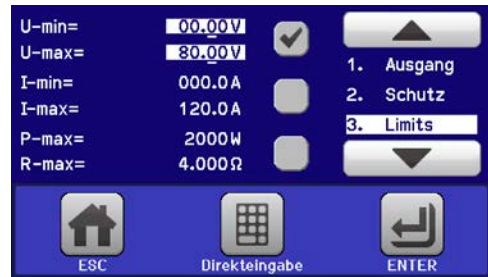 U-min= 00.00V
U-max= 80.00V
I-min= 000.0A
I-max= 120.0A
P-max= 2000W
R-max= 4.000Ω
1. Ausgang
2. Schutz
3. Limits
ESC Direkteingabe ENTER